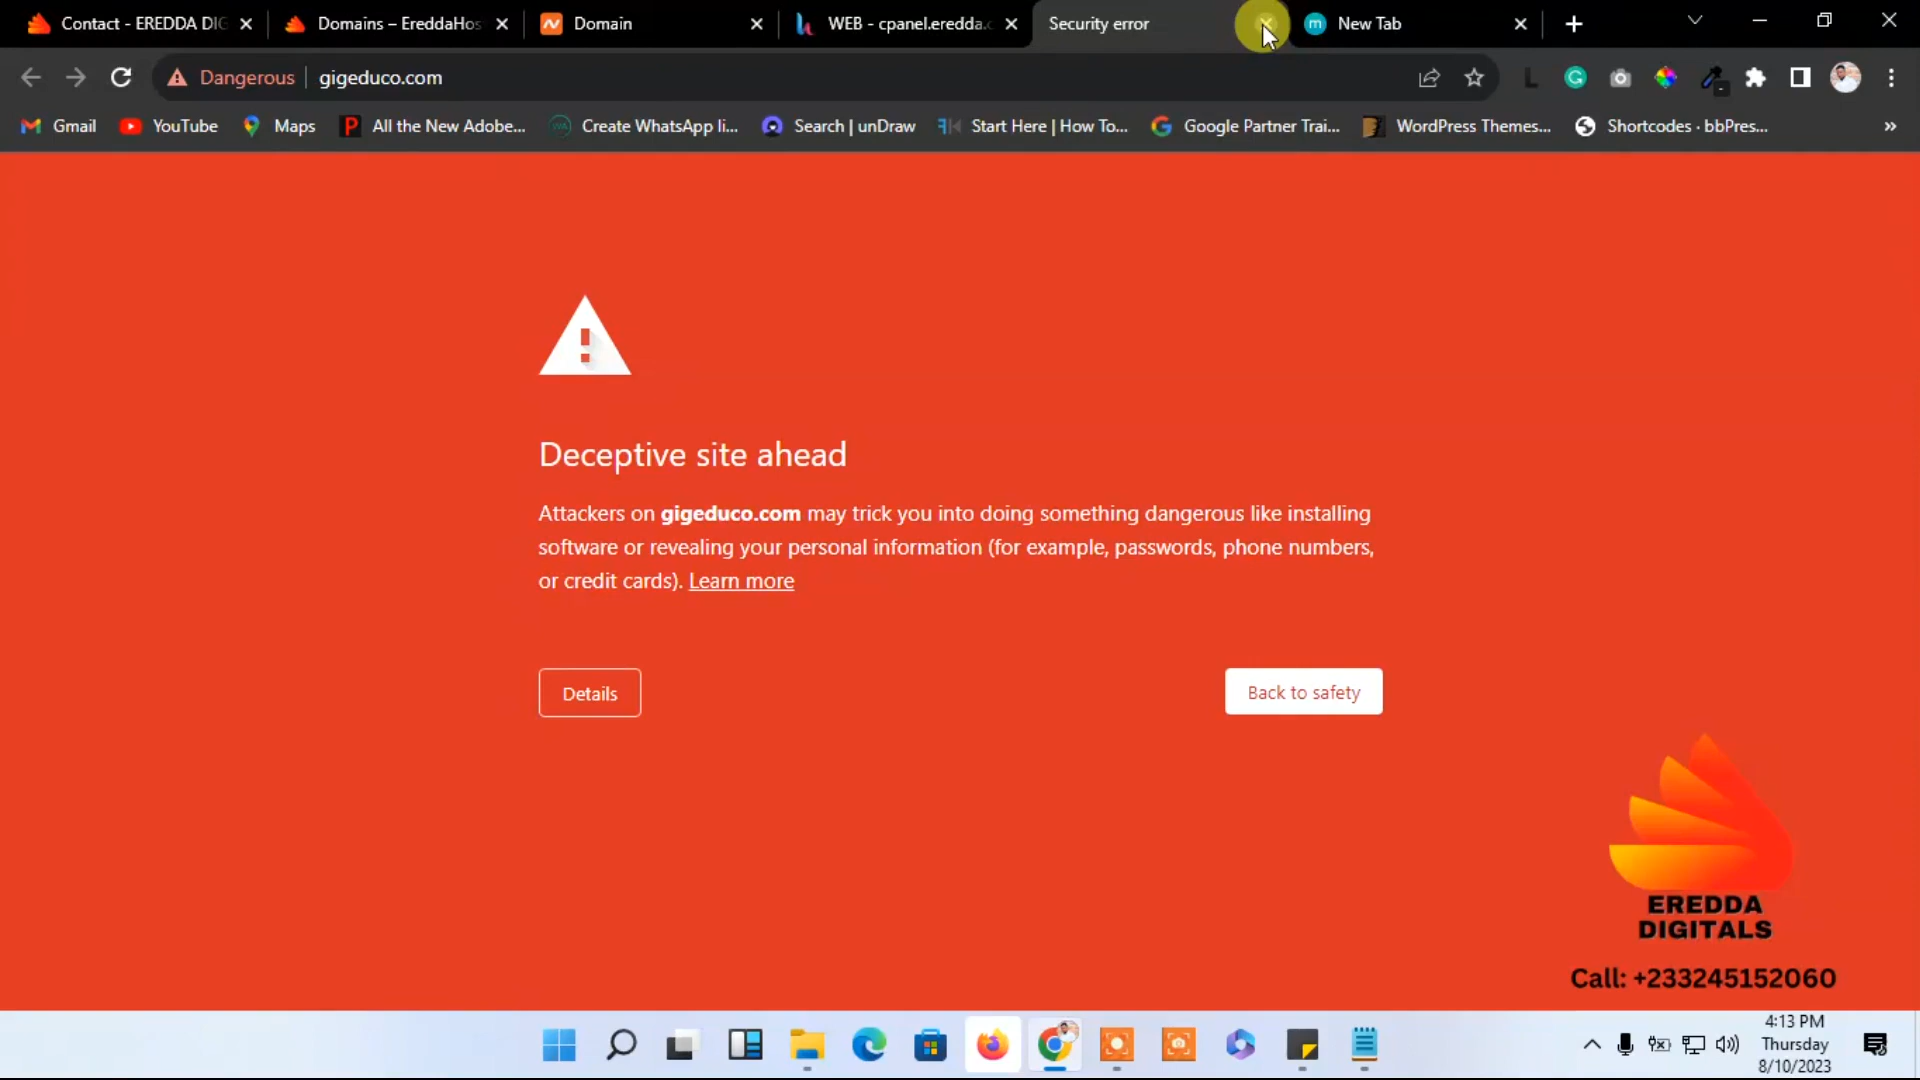 Contact - EREDDA DIG
Domains – EreddaHos
Domain
WEB - cpanel.eredda.c
Security error
New Tab
Dangerous
gigeduco.com
Gmail
YouTube
Maps
All the New Adobe...
Create WhatsApp li...
Search | unDraw
Start Here | How To...
Google Partner Trai...
WordPress Themes...
Shortcodes · bbPres...
»
Deceptive site ahead
Attackers on gigeduco.com may trick you into doing something dangerous like installing
software or revealing your personal information (for example, passwords, phone numbers,
or credit cards). Learn more
Details
Back to safety
EREDDA
DIGITALS
Call: +233245152060
4:13 PM
Thursday
8/10/2023